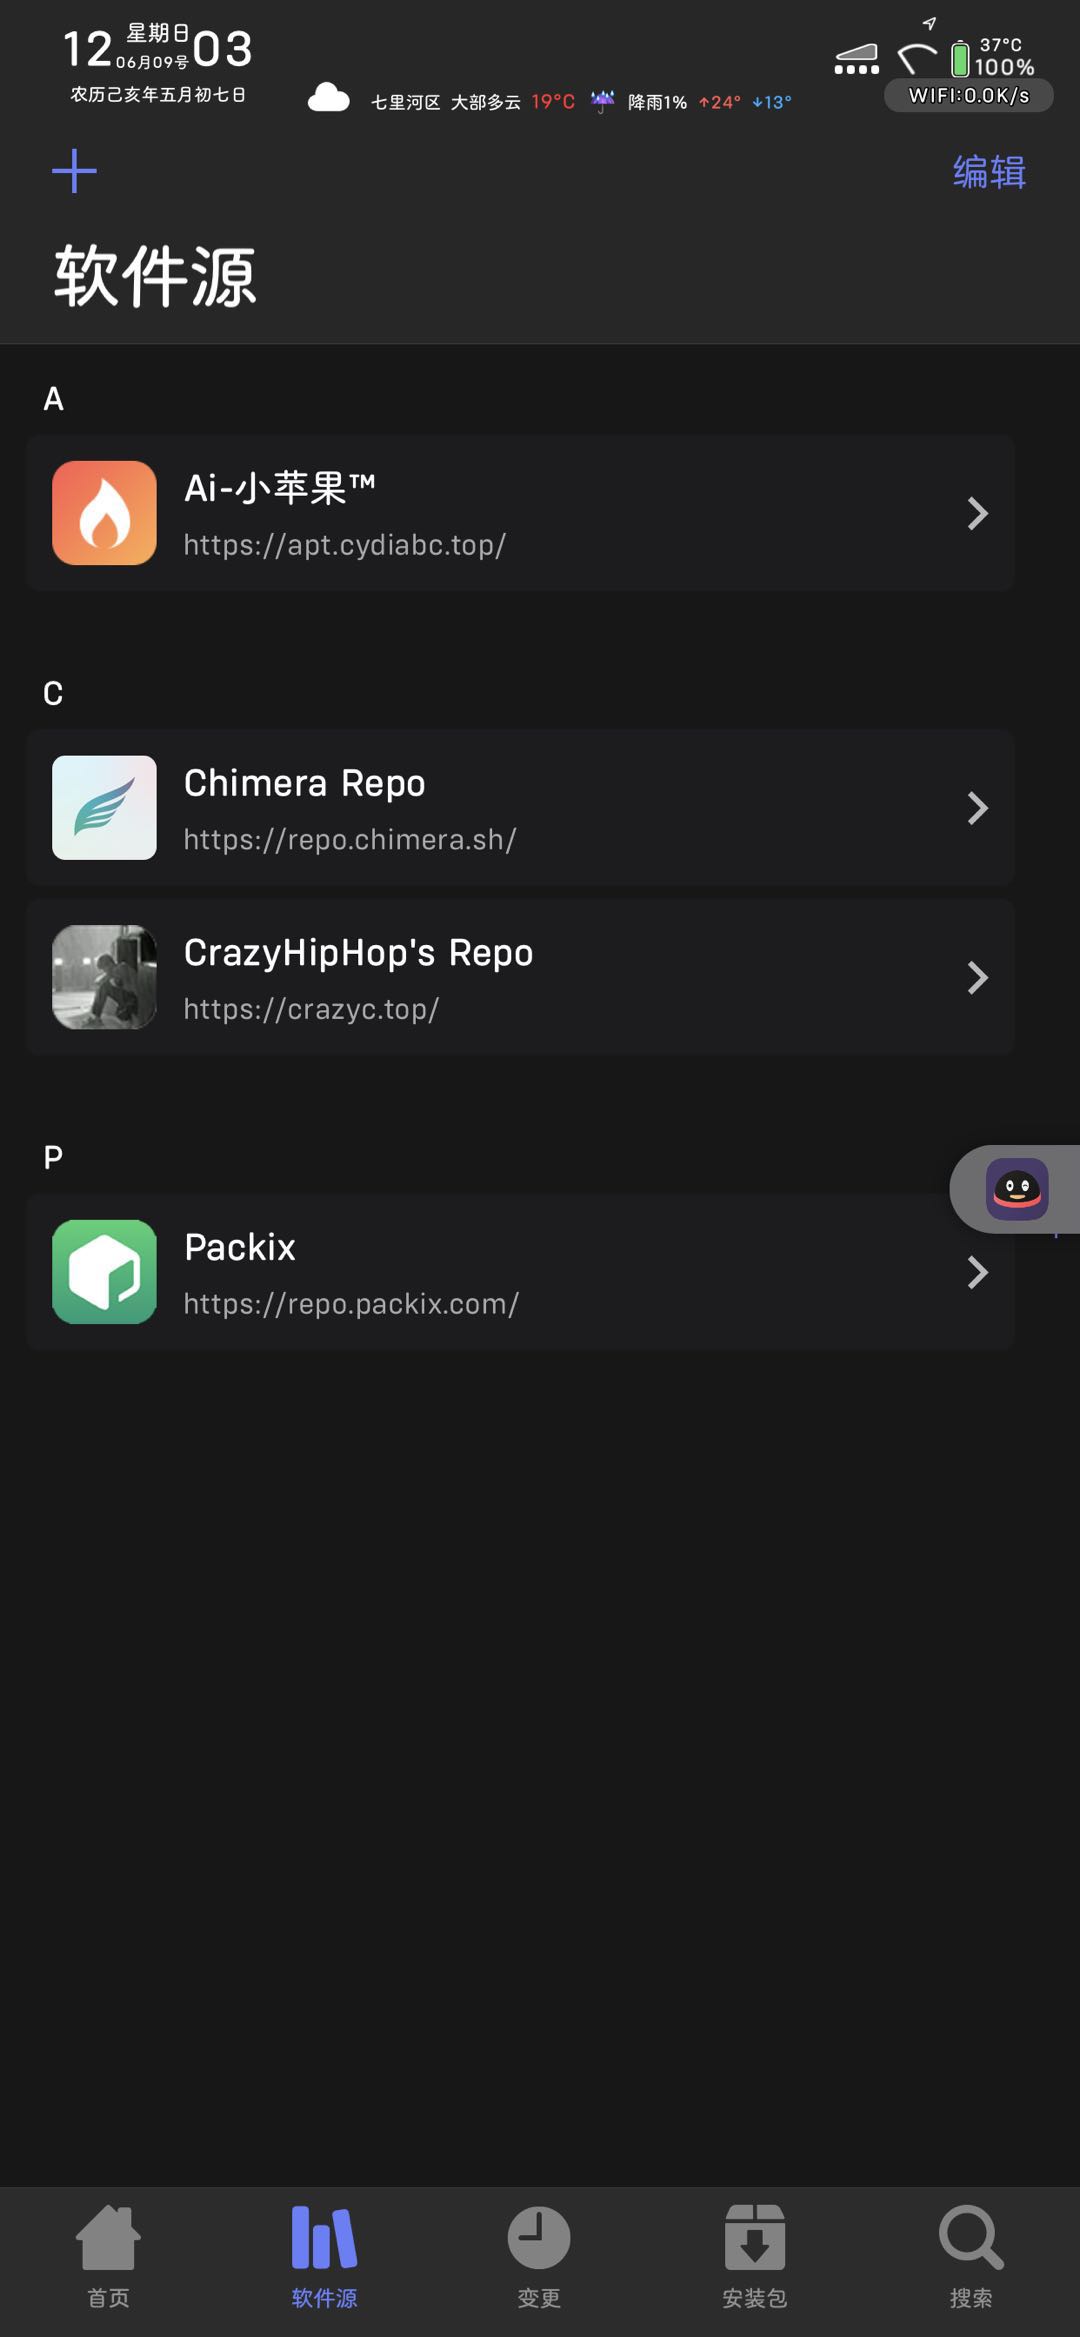 12 星期日 03
06月09号
农历己亥年五月初七日
七里河区 大部多云 19°C ☔ 降雨1% ↑24° ↓13°
37°C
100%
WIFI:0.0K/s
编辑
软件源
A
Ai-小苹果™
https://apt.cydiabc.top/
C
Chimera Repo
https://repo.chimera.sh/
CrazyHipHop's Repo
https://crazyc.top/
P
Packix
https://repo.packix.com/
首页
软件源
变更
安装包
搜索